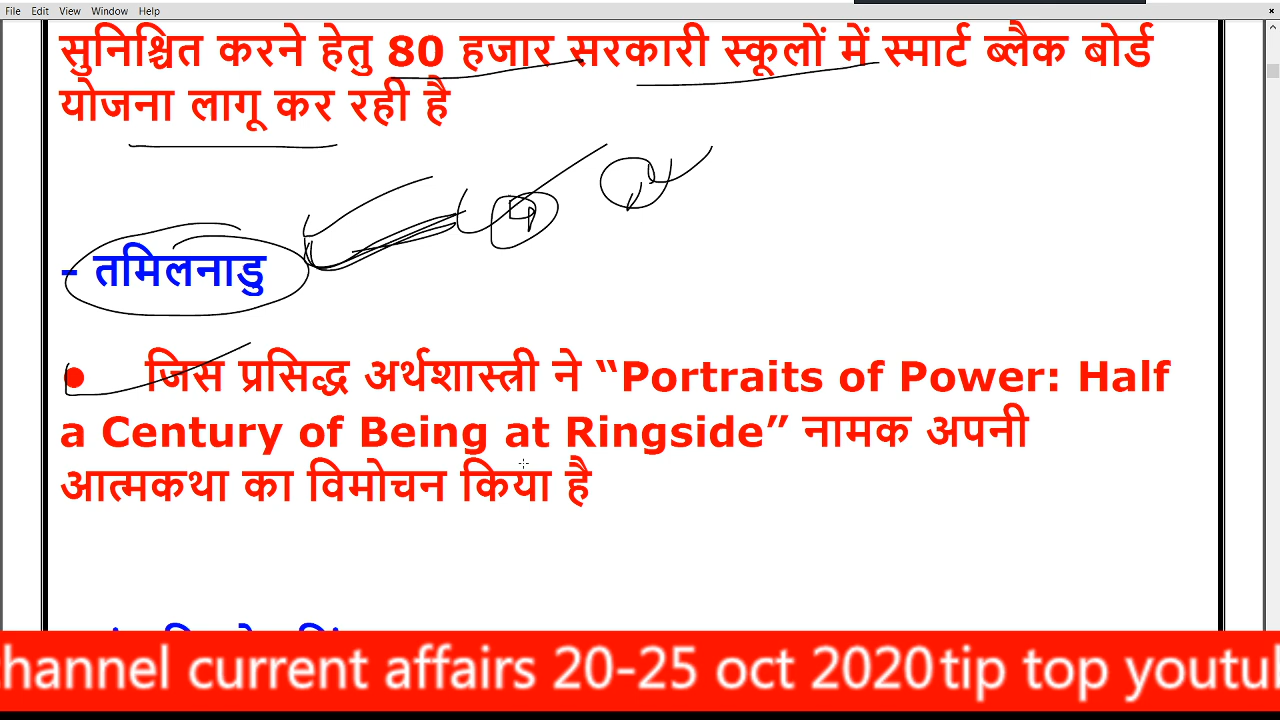 File Edit View Window Help
सुनिश्चित करने हेतु 80 हजार सरकारी स्कूलों में स्मार्ट ब्लैक बोर्ड
योजना लागू कर रही है
- तमिलनाडु
• जिस प्रसिद्ध अर्थशास्त्री ने “Portraits of Power: Half
a Century of Being at Ringside” नामक अपनी
आत्मकथा का विमोचन किया है
hannel current affairs 20-25 oct 2020 tip top youtu